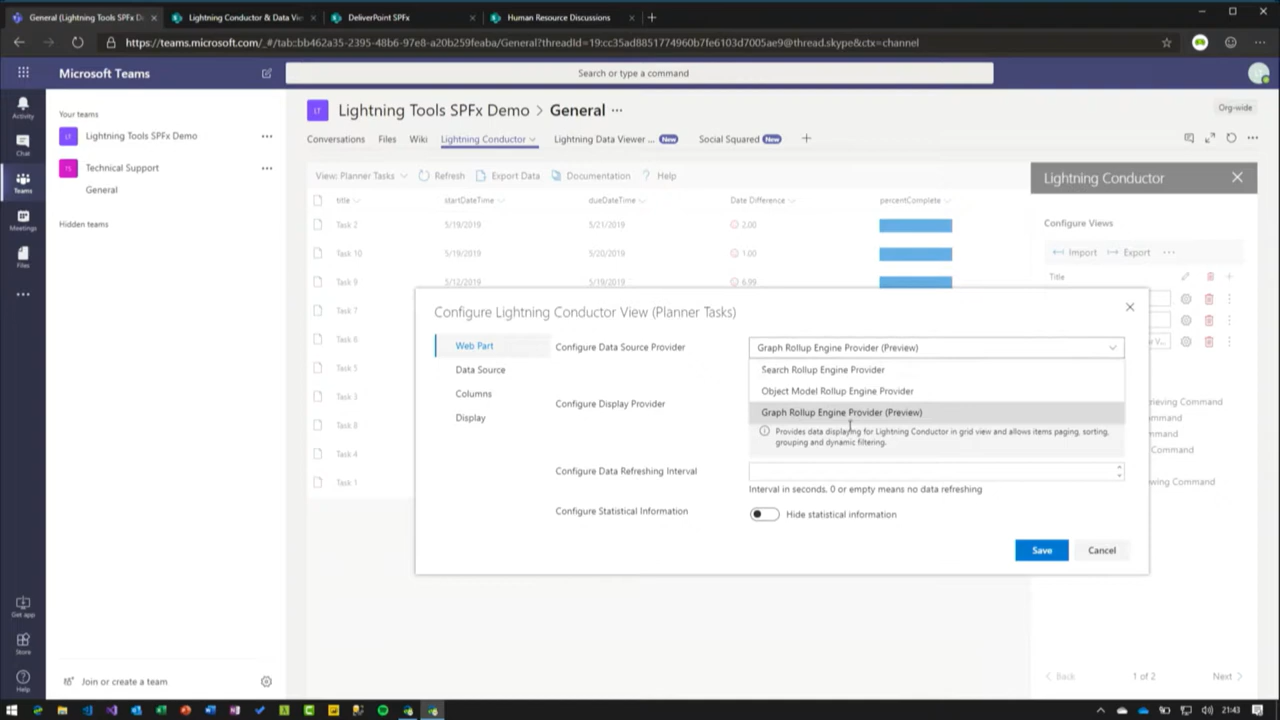 General (Lightning Tools SPFx D
Lightning Conductor & Data Vie
DeliverPoint SPFx
Human Resource Discussions
https://teams.microsoft.com/_#/tab:bb462a35-2395-48b6-97e8-a20b259feaba/General?threadId=19:cc35ad8851774960b7fe6103d7005ae9@thread.skype&ctx=channel
Microsoft Teams
Search or type a command
LT
Activity
Chat
Teams
Meetings
Files
Get app
Store
Help
Your teams
LT Lightning Tools SPFx Demo
TS Technical Support
General
Hidden teams
Join or create a team
LT Lightning Tools SPFx Demo > General
Org-wide
Conversations Files Wiki Lightning Conductor Lightning Data Viewer ... New Social Squared New
View: Planner Tasks Refresh Export Data Documentation Help
title startDateTime dueDateTime Date Difference percentComplete
Task 2 5/19/2019 5/21/2019 2.00
Task 10 5/19/2019 5/20/2019 1.00
Task 9 5/12/2019 5/19/2019 6.99
Task 7
Task 6
Task 5
Task 3
Task 8
Task 4
Task 1
Lightning Conductor
Configure Views
Import Export
Title
w V...
rieving Command
mmand
mmand
Command
wing Command
Back 1 of 2 Next
Configure Lightning Conductor View (Planner Tasks)
Web Part
Data Source
Columns
Display
Configure Data Source Provider
Graph Rollup Engine Provider (Preview)
Search Rollup Engine Provider
Object Model Rollup Engine Provider
Graph Rollup Engine Provider (Preview)
Configure Display Provider
Provides data displaying for Lightning Conductor in grid view and allows items paging, sorting,
grouping and dynamic filtering.
Configure Data Refreshing Interval
Interval in seconds, 0 or empty means no data refreshing
Configure Statistical Information
Hide statistical information
Save Cancel
21:43